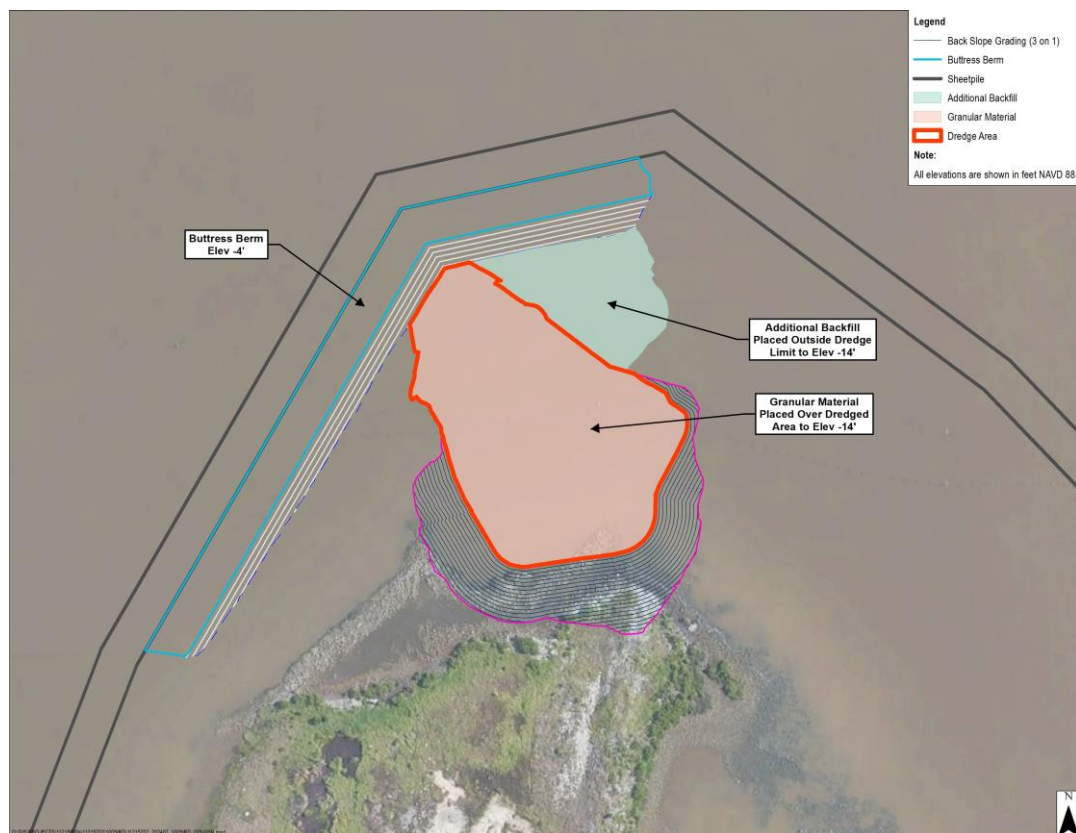 Legend
Back Slope Grading (3 on 1)
Buttress Berm
Sheetpile
Additional Backfill
Granular Material
Dredge Area
Note:
All elevations are shown in feet NAVD 88
Buttress Berm
Elev -4'
Additional Backfill
Placed Outside Dredge
Limit to Elev -14'
Granular Material
Placed Over Dredged
Area to Elev -14'
N